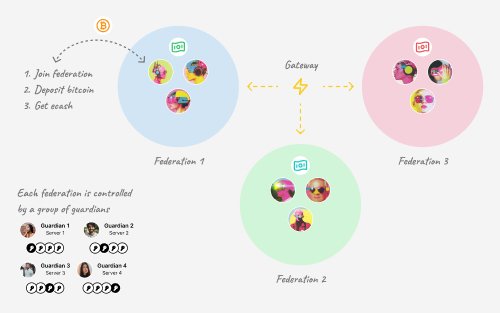 1. Join federation
2. Deposit bitcoin
3. Get ecash
Gateway
Federation 1
Federation 3
Federation 2
Each federation is controlled
by a group of guardians
Guardian 1
Server 1
Guardian 2
Server 2
Guardian 3
Server 3
Guardian 4
Server 4